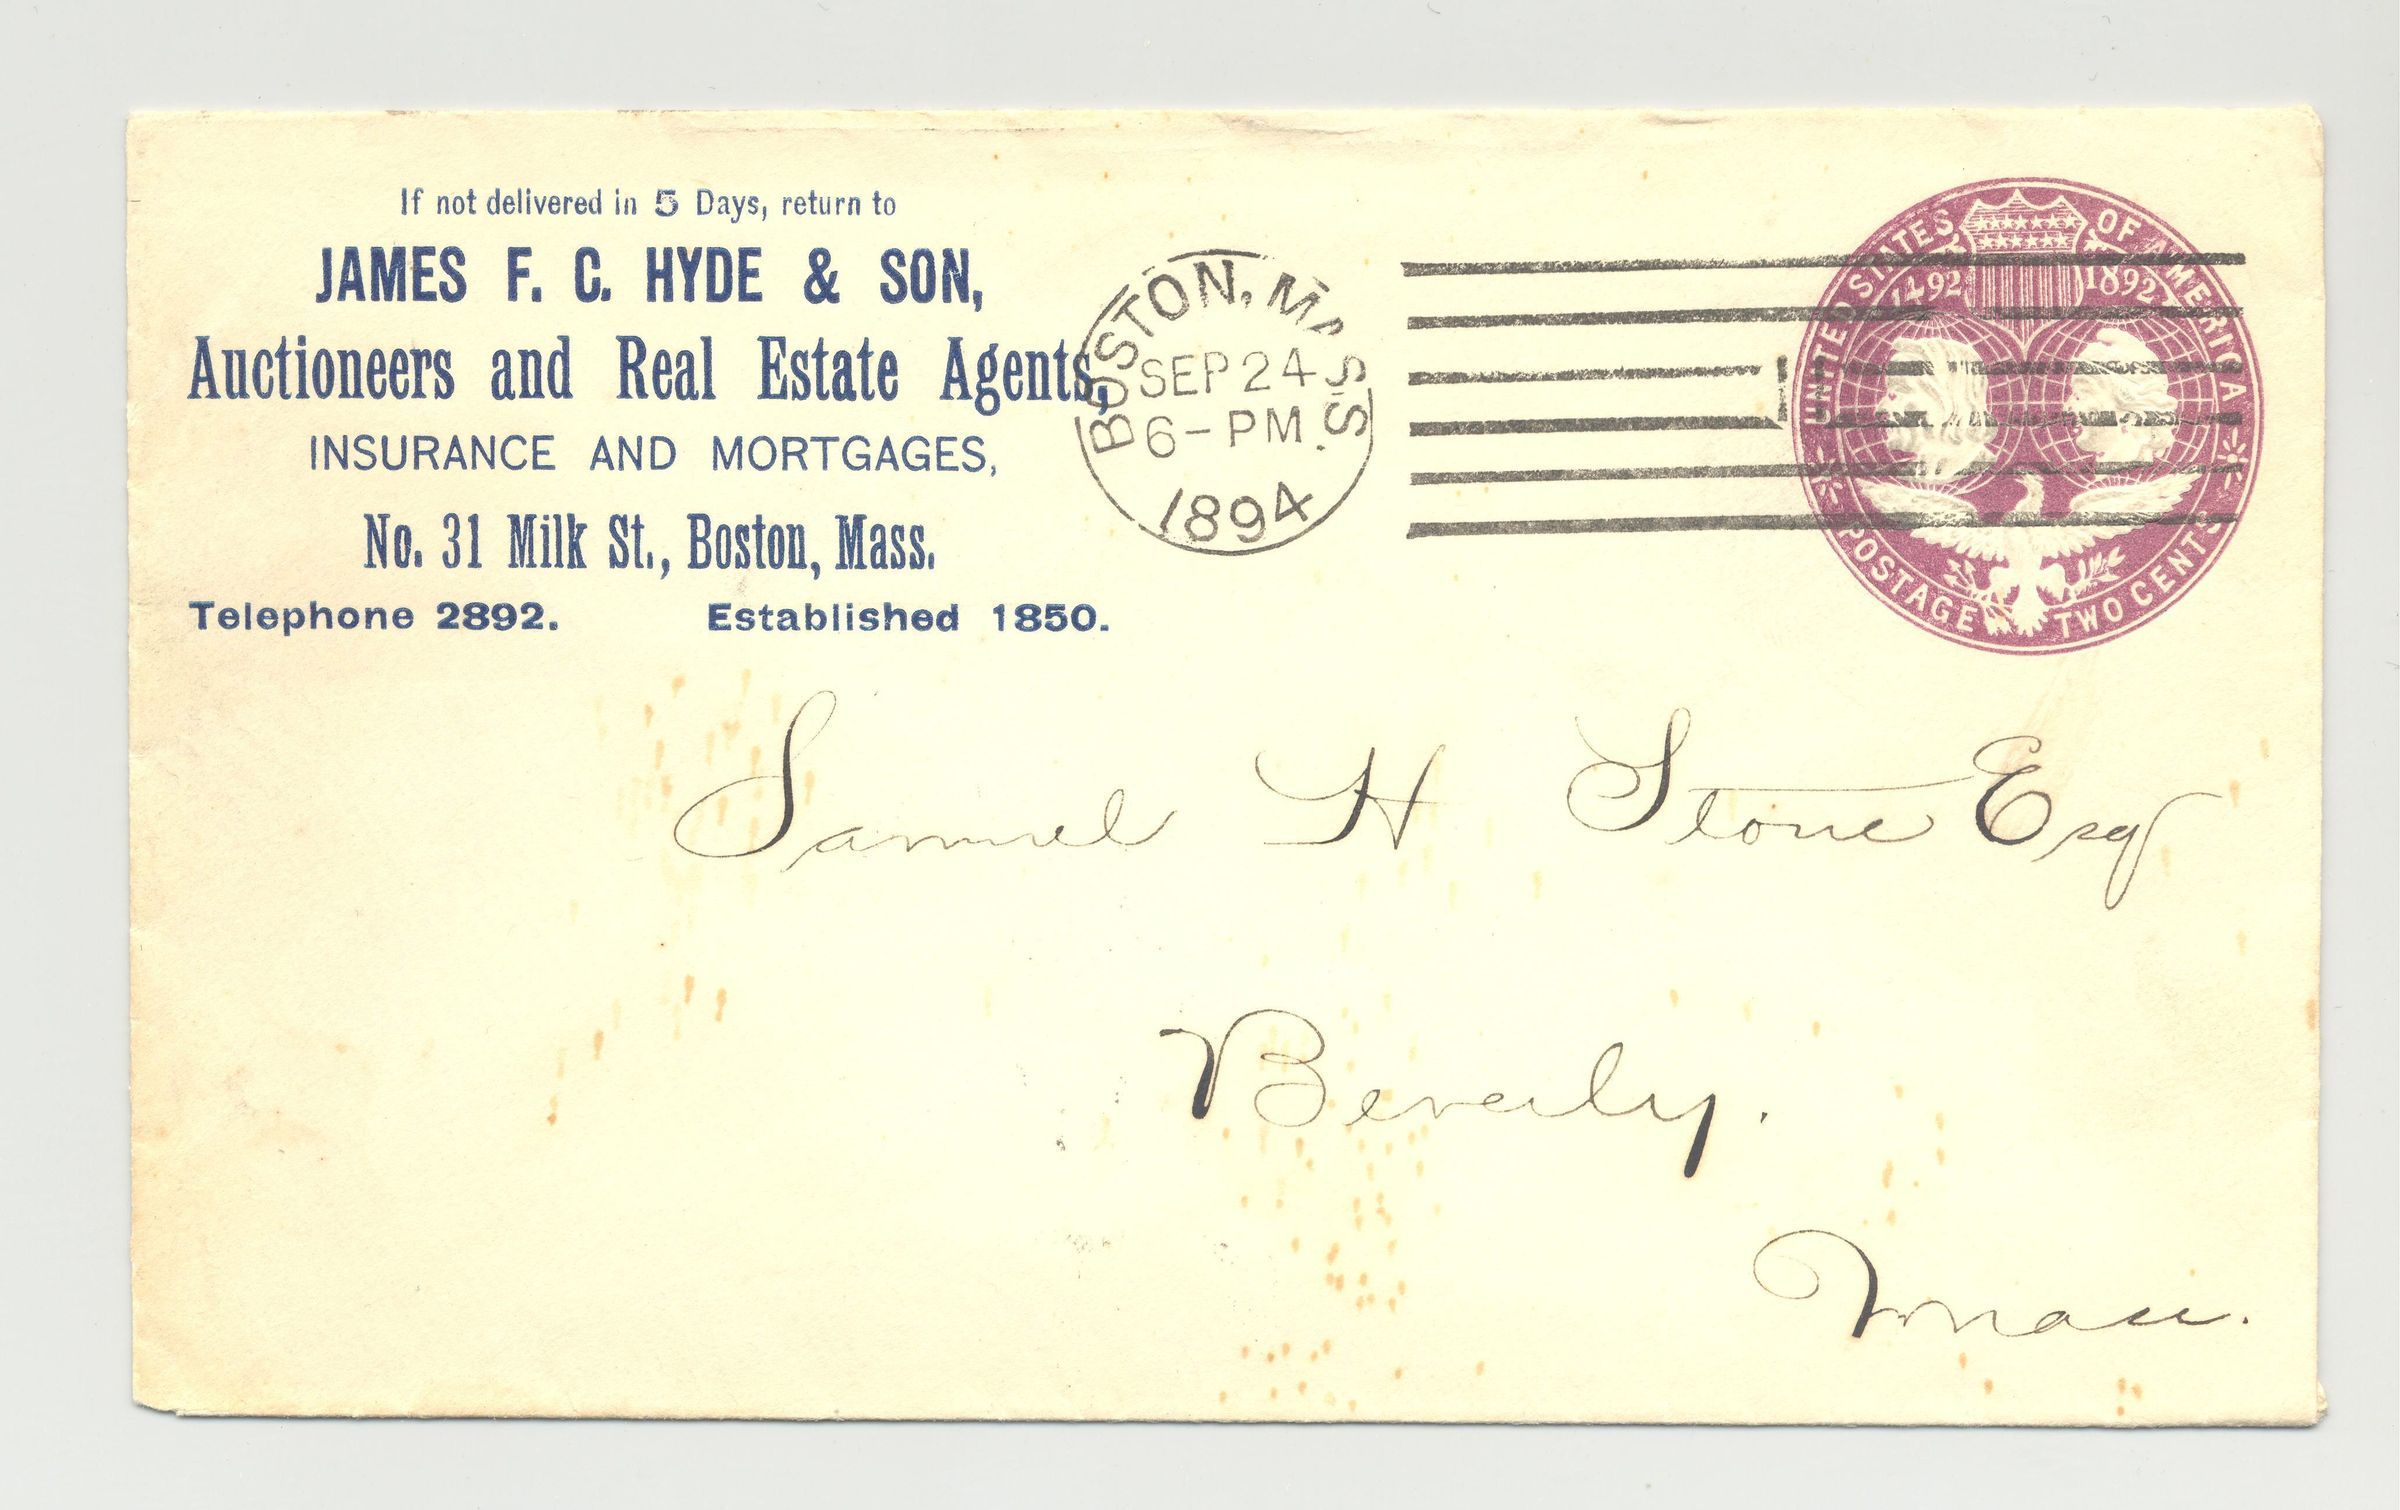 If not delivered in 5 Days, return to
JAMES F. C. HYDE & SON,
Auctioneers and Real Estate Agents,
INSURANCE AND MORTGAGES,
No. 31 Milk St., Boston, Mass.
Telephone 2892. Established 1850.
BOSTON, MASS.
SEP 24
6-PM
1894
1
UNITED STATES OF AMERICA
1492 1892
POSTAGE TWO CENTS
Samuel H Stone Esq
Beverly.
Mass.